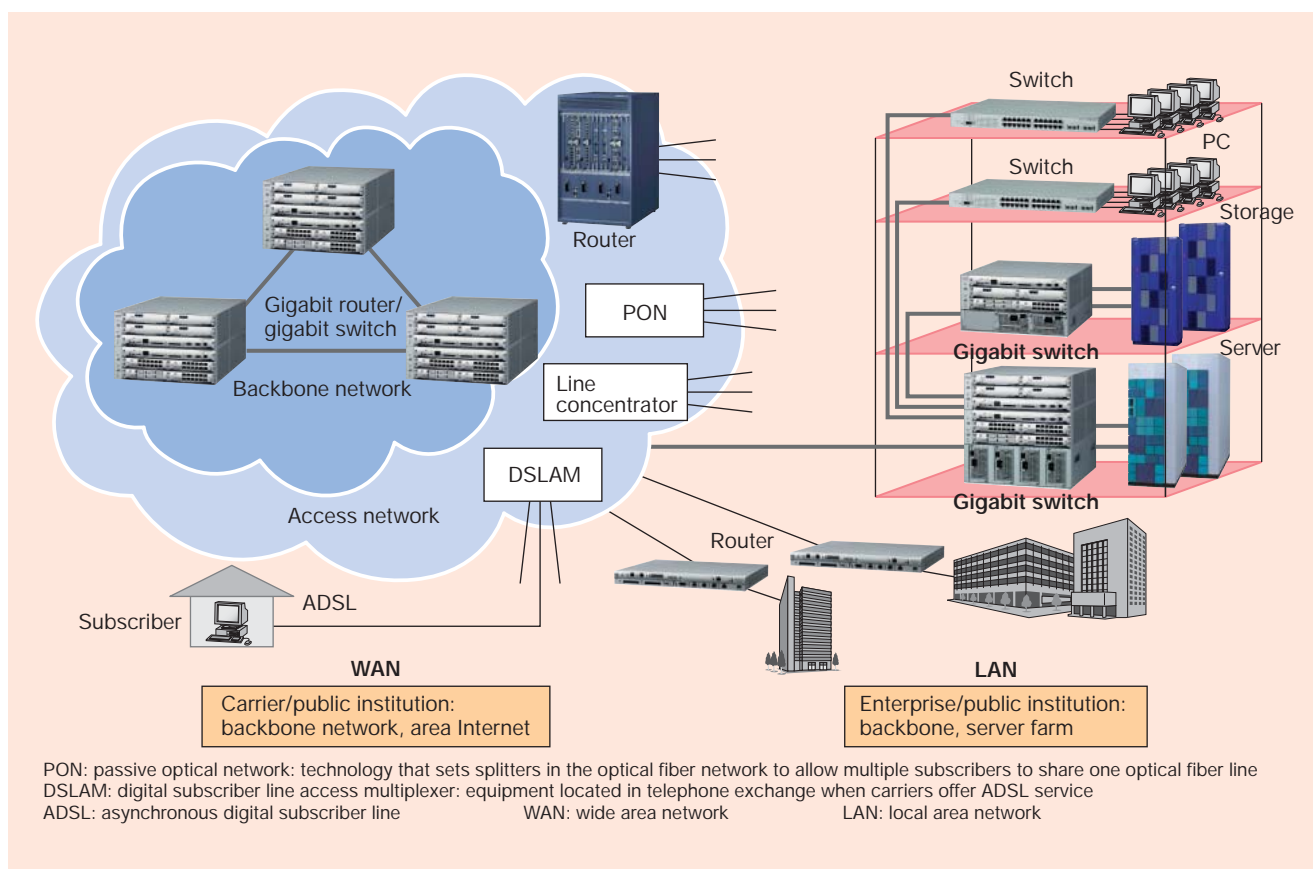 Switch
PC
Switch
Storage
Router
Gigabit router/
gigabit switch
PON
Gigabit switch
Server
Backbone network
Line
concentrator
DSLAM
Gigabit switch
Access network
Router
ADSL
Subscriber
WAN
LAN
Carrier/public institution:
backbone network, area Internet
Enterprise/public institution:
backbone, server farm
PON: passive optical network: technology that sets splitters in the optical fiber network to allow multiple subscribers to share one optical fiber line
DSLAM: digital subscriber line access multiplexer: equipment located in telephone exchange when carriers offer ADSL service
ADSL: asynchronous digital subscriber line WAN: wide area network LAN: local area network